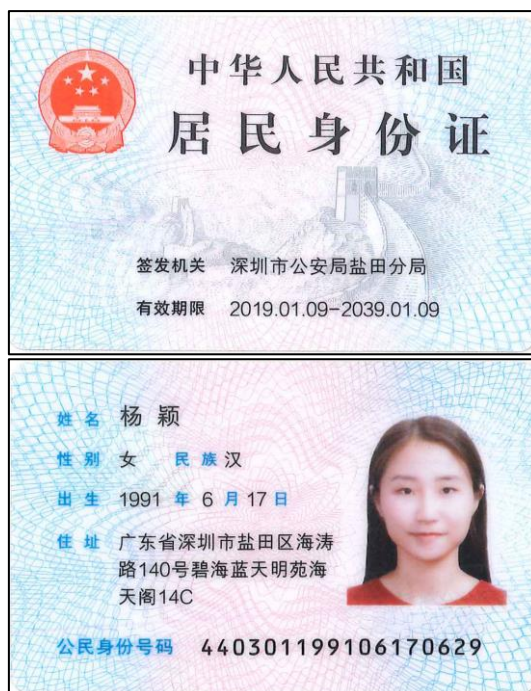 中华人民共和国
居民身份证
签发机关 深圳市公安局盐田分局
有效期限 2019.01.09-2039.01.09
姓名 杨颖
性别 女 民族 汉
出生 1991 年 6 月 17 日
住址 广东省深圳市盐田区海涛
路140号碧海蓝天明苑海
天阁14C
公民身份号码 440301199106170629